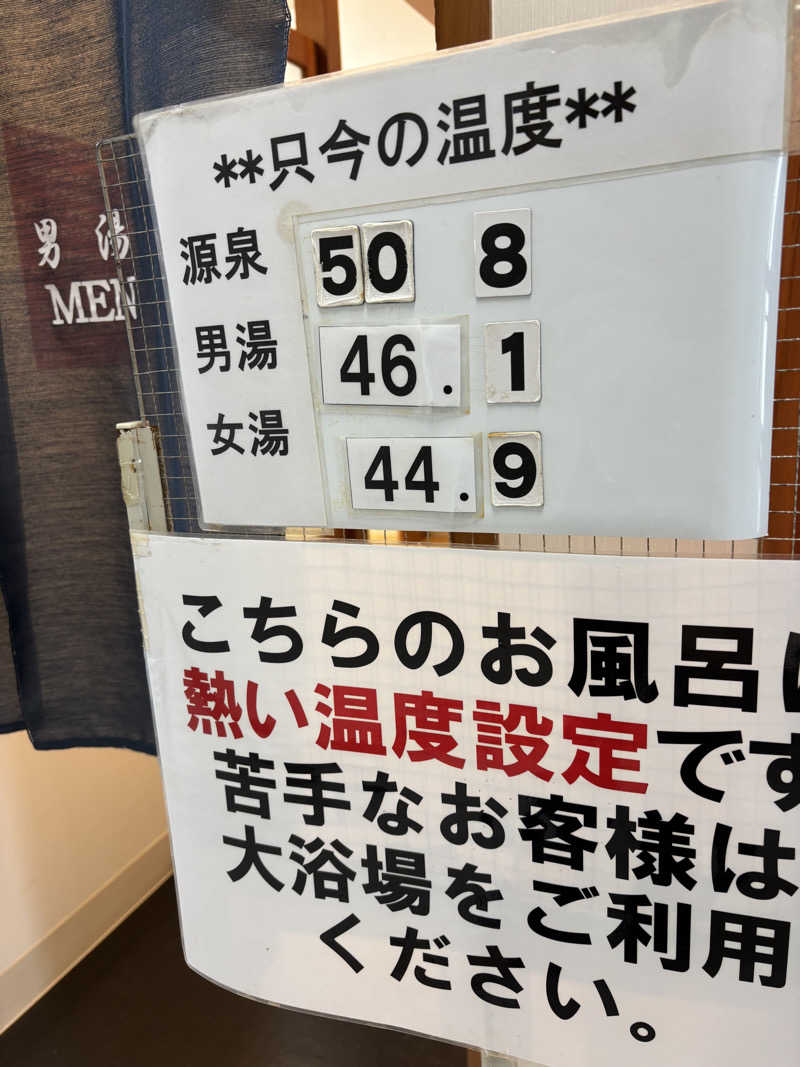 男湯
MEN
**只今の温度**
源泉 50 8
男湯 46.1
女湯 44.9
こちらのお風呂は
熱い温度設定です
苦手なお客様は
大浴場をご利用
ください。